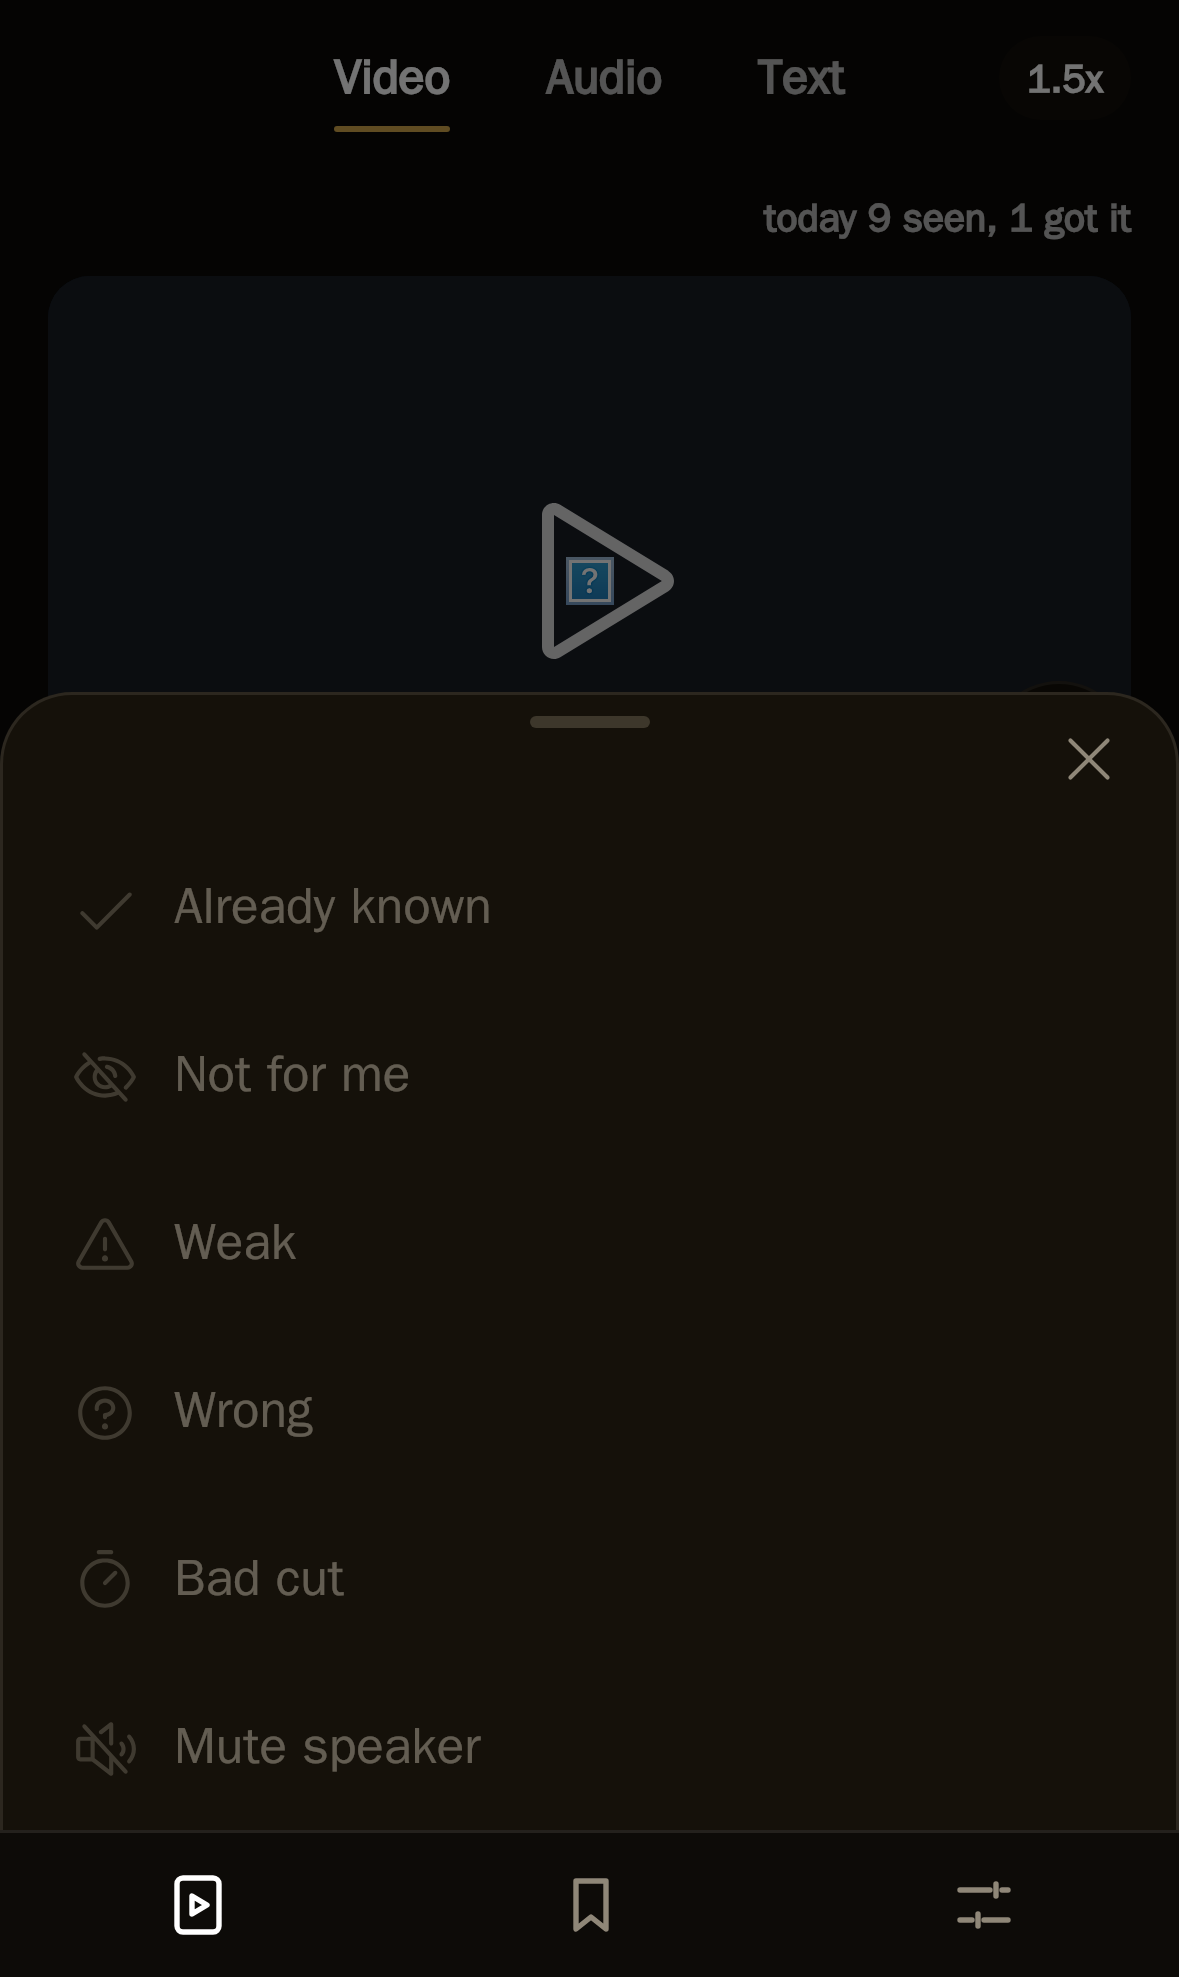 Video
Audio
Text
1.5x
today 9 seen, 1 got it
?
Already known
Not for me
Weak
Wrong
Bad cut
Mute speaker